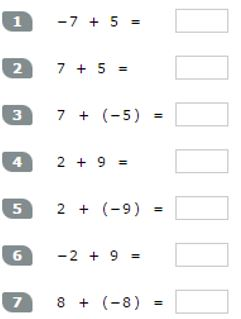 1 -7 + 5 =
2 7 + 5 =
3 7 + (-5) =
4 2 + 9 =
5 2 + (-9) =
6 -2 + 9 =
7 8 + (-8) =